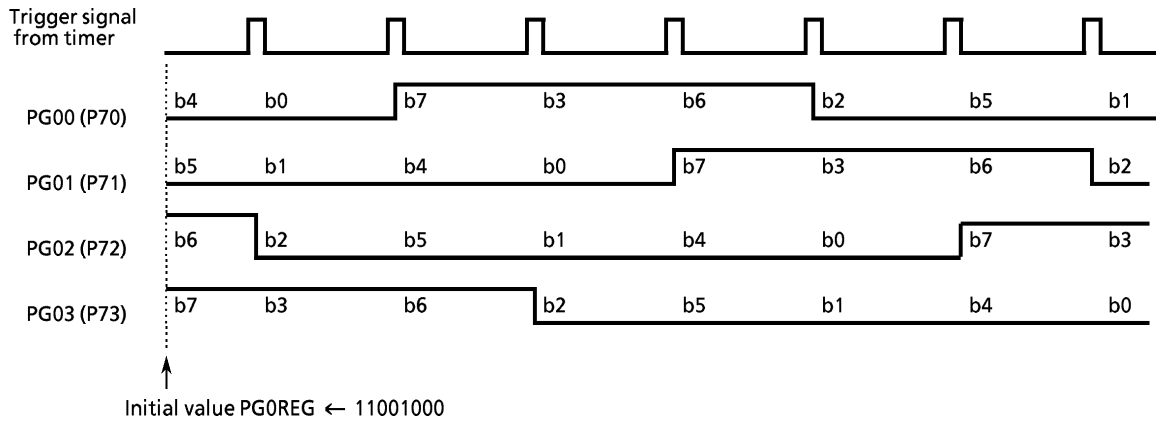 Trigger signal
from timer
PG00 (P70) b4 b0 b7 b3 b6 b2 b5 b1
PG01 (P71) b5 b1 b4 b0 b7 b3 b6 b2
PG02 (P72) b6 b2 b5 b1 b4 b0 b7 b3
PG03 (P73) b7 b3 b6 b2 b5 b1 b4 b0
Initial value PG0REG ← 11001000